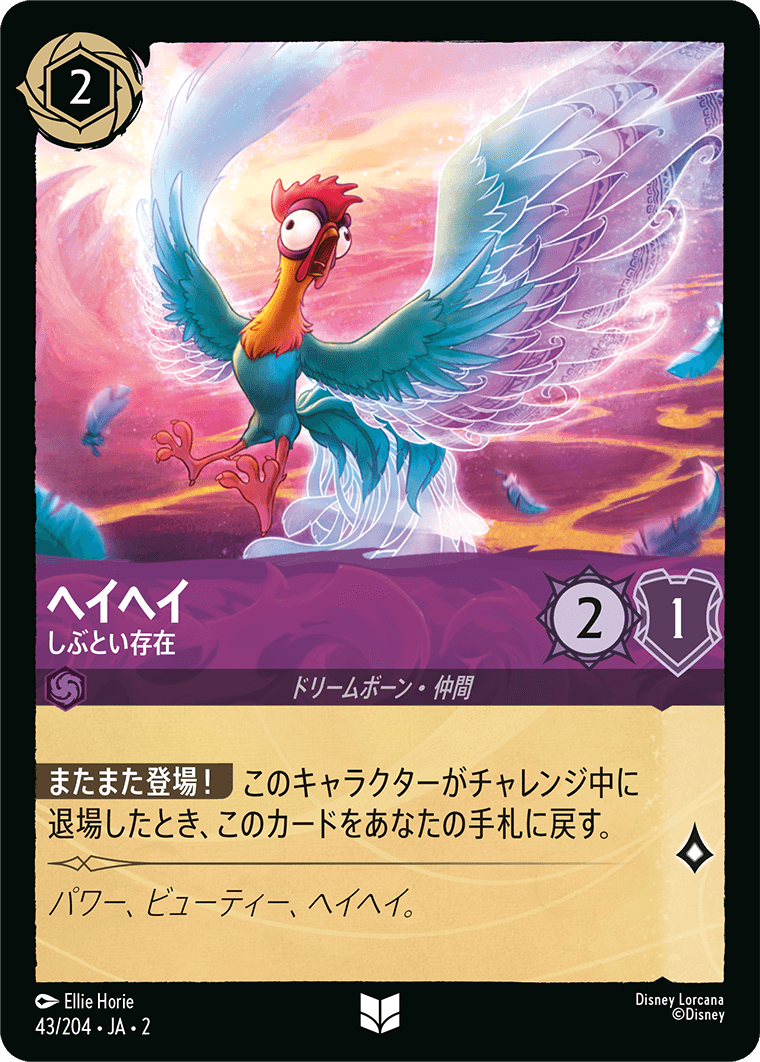 2
ヘイヘイ
しぶとい存在
2
1
ドリームボーン・仲間
またまた登場! このキャラクターがチャレンジ中に
退場したとき、このカードをあなたの手札に戻す。
パワー、ビューティー、ヘイヘイ。
Ellie Horie
43/204・JA・2
Disney Lorcana
©Disney